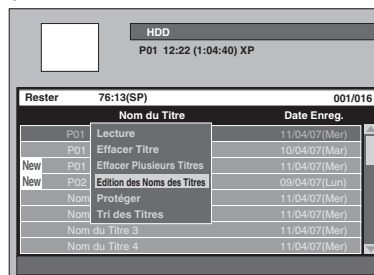 HDD
P01 12:22 (1:04:40) XP
Rester 76:13(SP) 001/016
Nom du Titre Date Enreg.
P01 Lecture 11/04/07(Mer)
P01 Effacer Titre 10/04/07(Mar)
New P01 Effacer Plusieurs Titres 11/04/07(Mer)
New P02 Edition des Noms des Titres 09/04/07(Lun)
Nom Protéger 11/04/07(Mer)
Nom Tri des Titres 11/04/07(Mer)
Nom du Titre 3 11/04/07(Mer)
Nom du Titre 4 11/04/07(Mer)